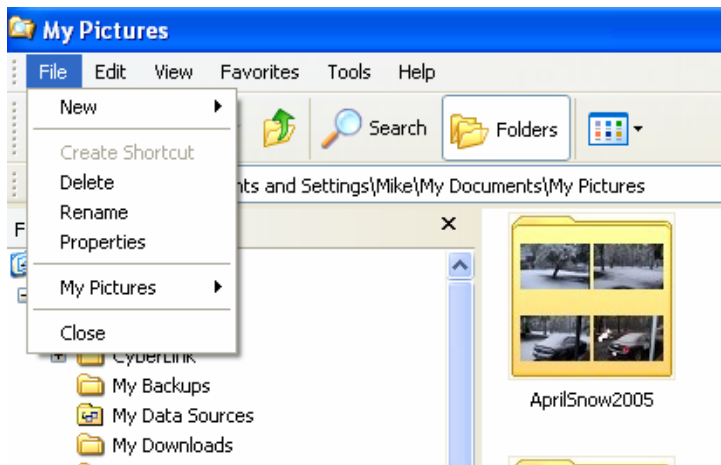 My Pictures
File Edit View Favorites Tools Help
New
Search Folders
Create Shortcut
Delete
and Settings\Mike\My Documents\My Pictures
Rename
Properties
My Pictures
Close
CyberLink
My Backups
AprilSnow2005
My Data Sources
My Downloads